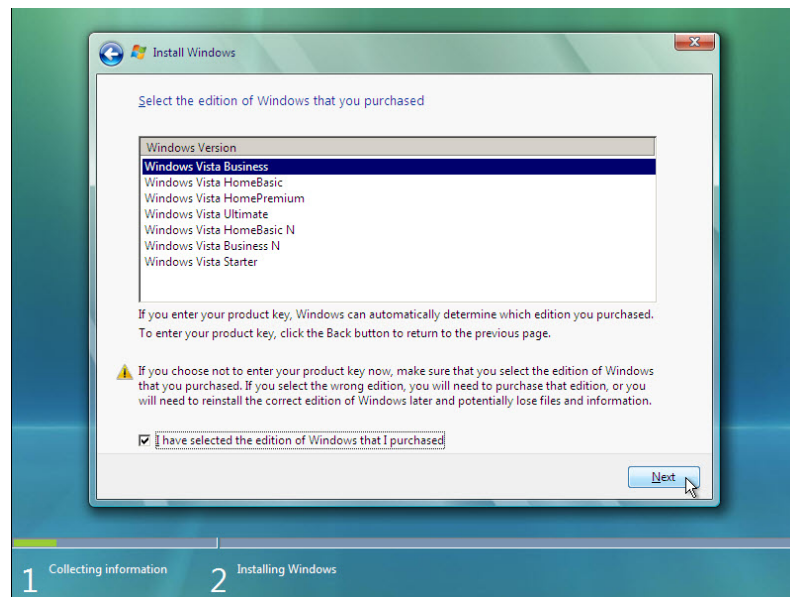 Install Windows
Select the edition of Windows that you purchased
Windows Version
Windows Vista Business
Windows Vista HomeBasic
Windows Vista HomePremium
Windows Vista Ultimate
Windows Vista HomeBasic N
Windows Vista Business N
Windows Vista Starter
If you enter your product key, Windows can automatically determine which edition you purchased.
To enter your product key, click the Back button to return to the previous page.
If you choose not to enter your product key now, make sure that you select the edition of Windows
that you purchased. If you select the wrong edition, you will need to purchase that edition, or you
will need to reinstall the correct edition of Windows later and potentially lose files and information.
I have selected the edition of Windows that I purchased
Next
1 Collecting information 2 Installing Windows